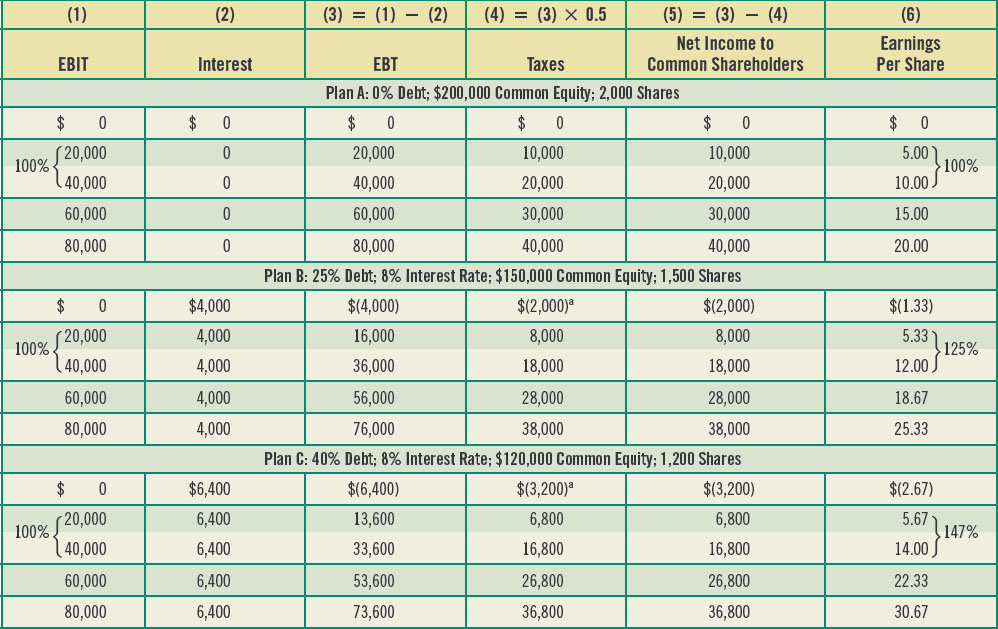 (1) (2) (3) = (1) − (2) (4) = (3) × 0.5 (5) = (3) − (4) (6)
Net Income to Earnings
EBIT Interest EBT Taxes Common Shareholders Per Share
Plan A: 0% Debt; $200,000 Common Equity; 2,000 Shares
$ 0 $ 0 $ 0 $ 0 $ 0 $ 0
20,000 0 20,000 10,000 10,000 5.00
100% 100%
40,000 0 40,000 20,000 20,000 10.00
60,000 0 60,000 30,000 30,000 15.00
80,000 0 80,000 40,000 40,000 20.00
Plan B: 25% Debt; 8% Interest Rate; $150,000 Common Equity; 1,500 Shares
$ 0 $4,000 $(4,000) $(2,000)ª $(2,000) $(1.33)
20,000 4,000 16,000 8,000 8,000 5.33
100% 125%
40,000 4,000 36,000 18,000 18,000 12.00
60,000 4,000 56,000 28,000 28,000 18.67
80,000 4,000 76,000 38,000 38,000 25.33
Plan C: 40% Debt; 8% Interest Rate; $120,000 Common Equity; 1,200 Shares
$ 0 $6,400 $(6,400) $(3,200)ª $(3,200) $(2.67)
20,000 6,400 13,600 6,800 6,800 5.67
100% 147%
40,000 6,400 33,600 16,800 16,800 14.00
60,000 6,400 53,600 26,800 26,800 22.33
80,000 6,400 73,600 36,800 36,800 30.67